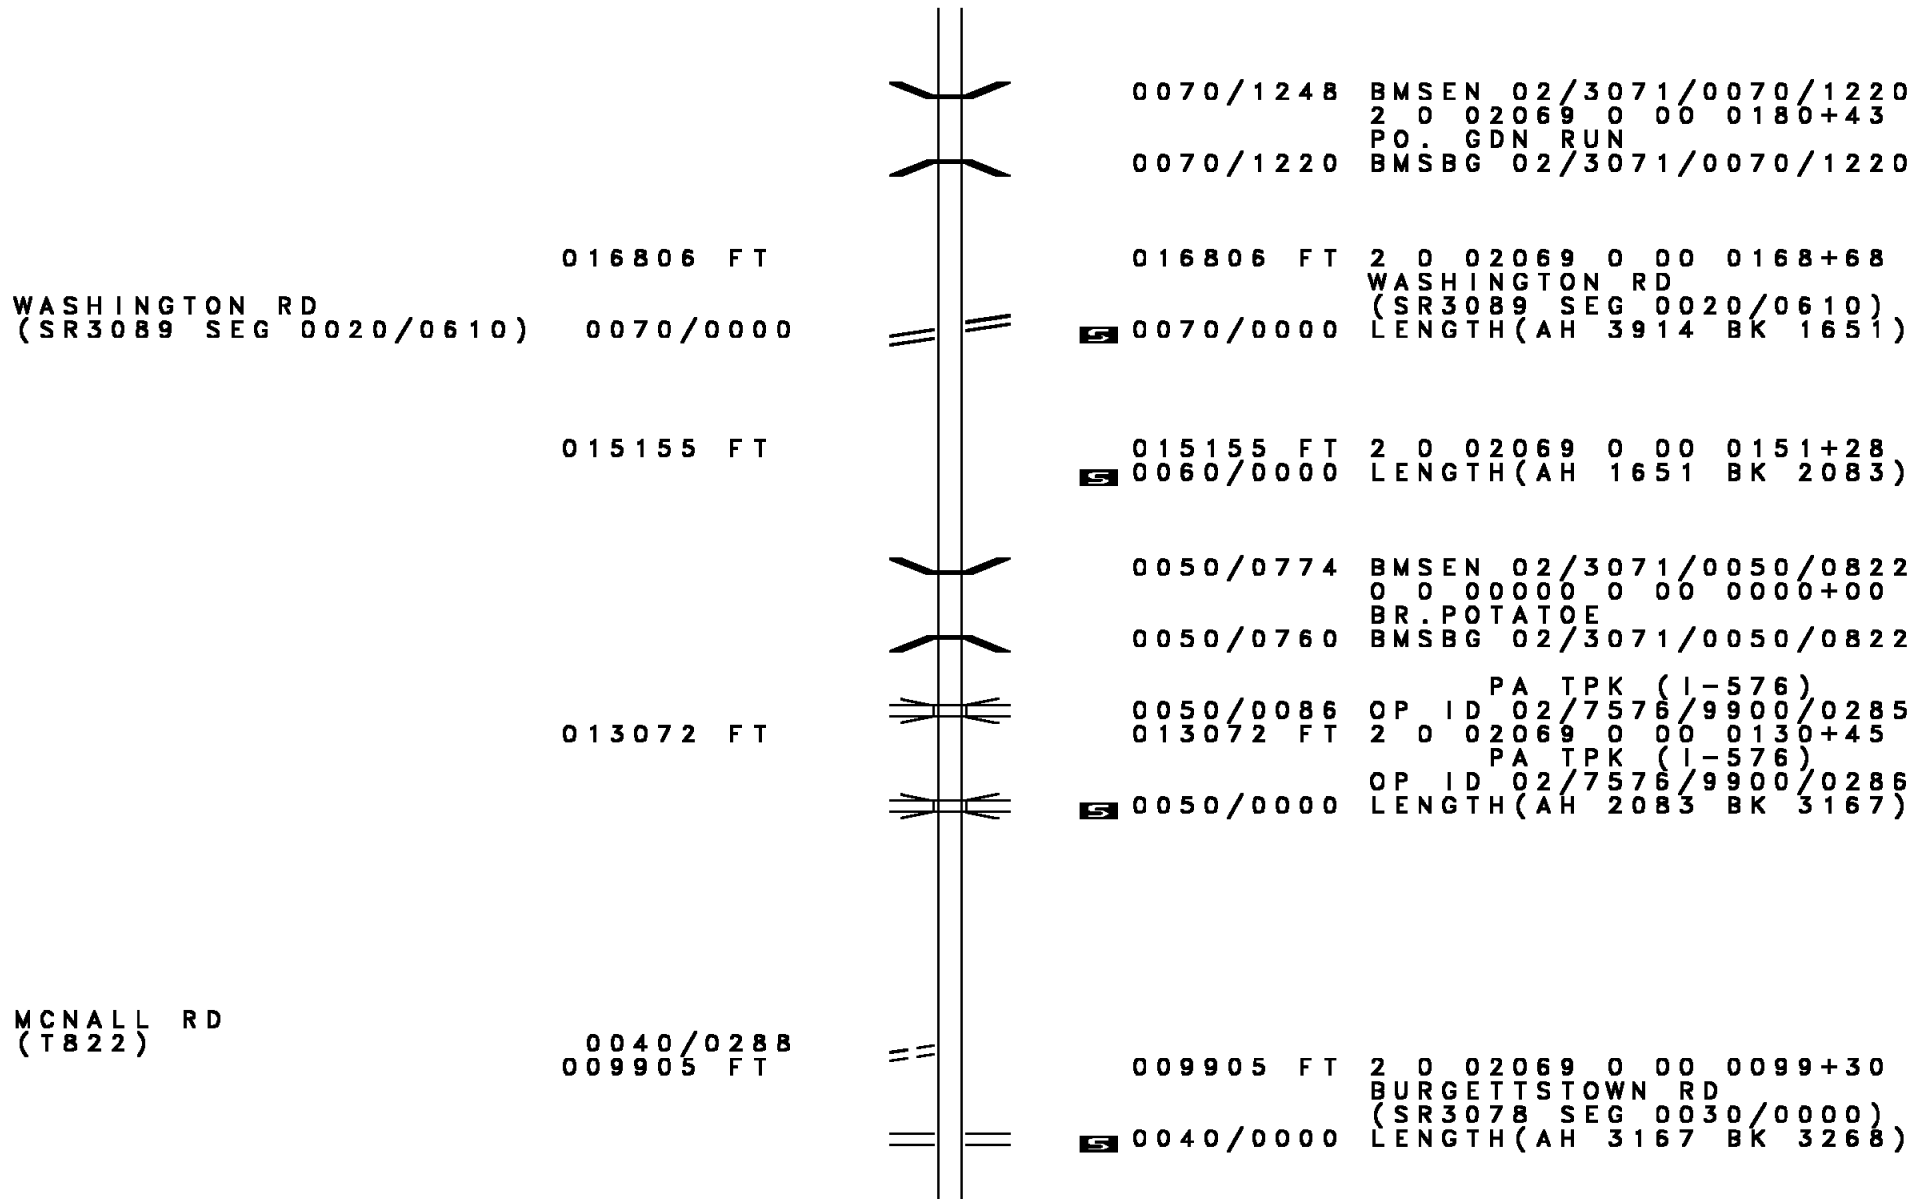 0070/1248 BMSEN 02/3071/0070/1220
2 0 02069 0 00 0180+43
PO. GDN RUN
0070/1220 BMSBG 02/3071/0070/1220
016806 FT 016806 FT 2 0 02069 0 00 0168+68
WASHINGTON RD
WASHINGTON RD (SR3089 SEG 0020/0610)
(SR3089 SEG 0020/0610) 0070/0000 S 0070/0000 LENGTH(AH 3914 BK 1651)
015155 FT 015155 FT 2 0 02069 0 00 0151+28
S 0060/0000 LENGTH(AH 1651 BK 2083)
0050/0774 BMSEN 02/3071/0050/0822
0 0 00000 0 00 0000+00
BR.POTATOE
0050/0760 BMSBG 02/3071/0050/0822
PA TPK (I-576)
0050/0086 OP ID 02/7576/9900/0285
013072 FT 013072 FT 2 0 02069 0 00 0130+45
PA TPK (I-576)
OP ID 02/7576/9900/0286
S 0050/0000 LENGTH(AH 2083 BK 3167)
MCNALL RD
(T822) 0040/0288
009905 FT 009905 FT 2 0 02069 0 00 0099+30
BURGETTSTOWN RD
(SR3078 SEG 0030/0000)
S 0040/0000 LENGTH(AH 3167 BK 3268)